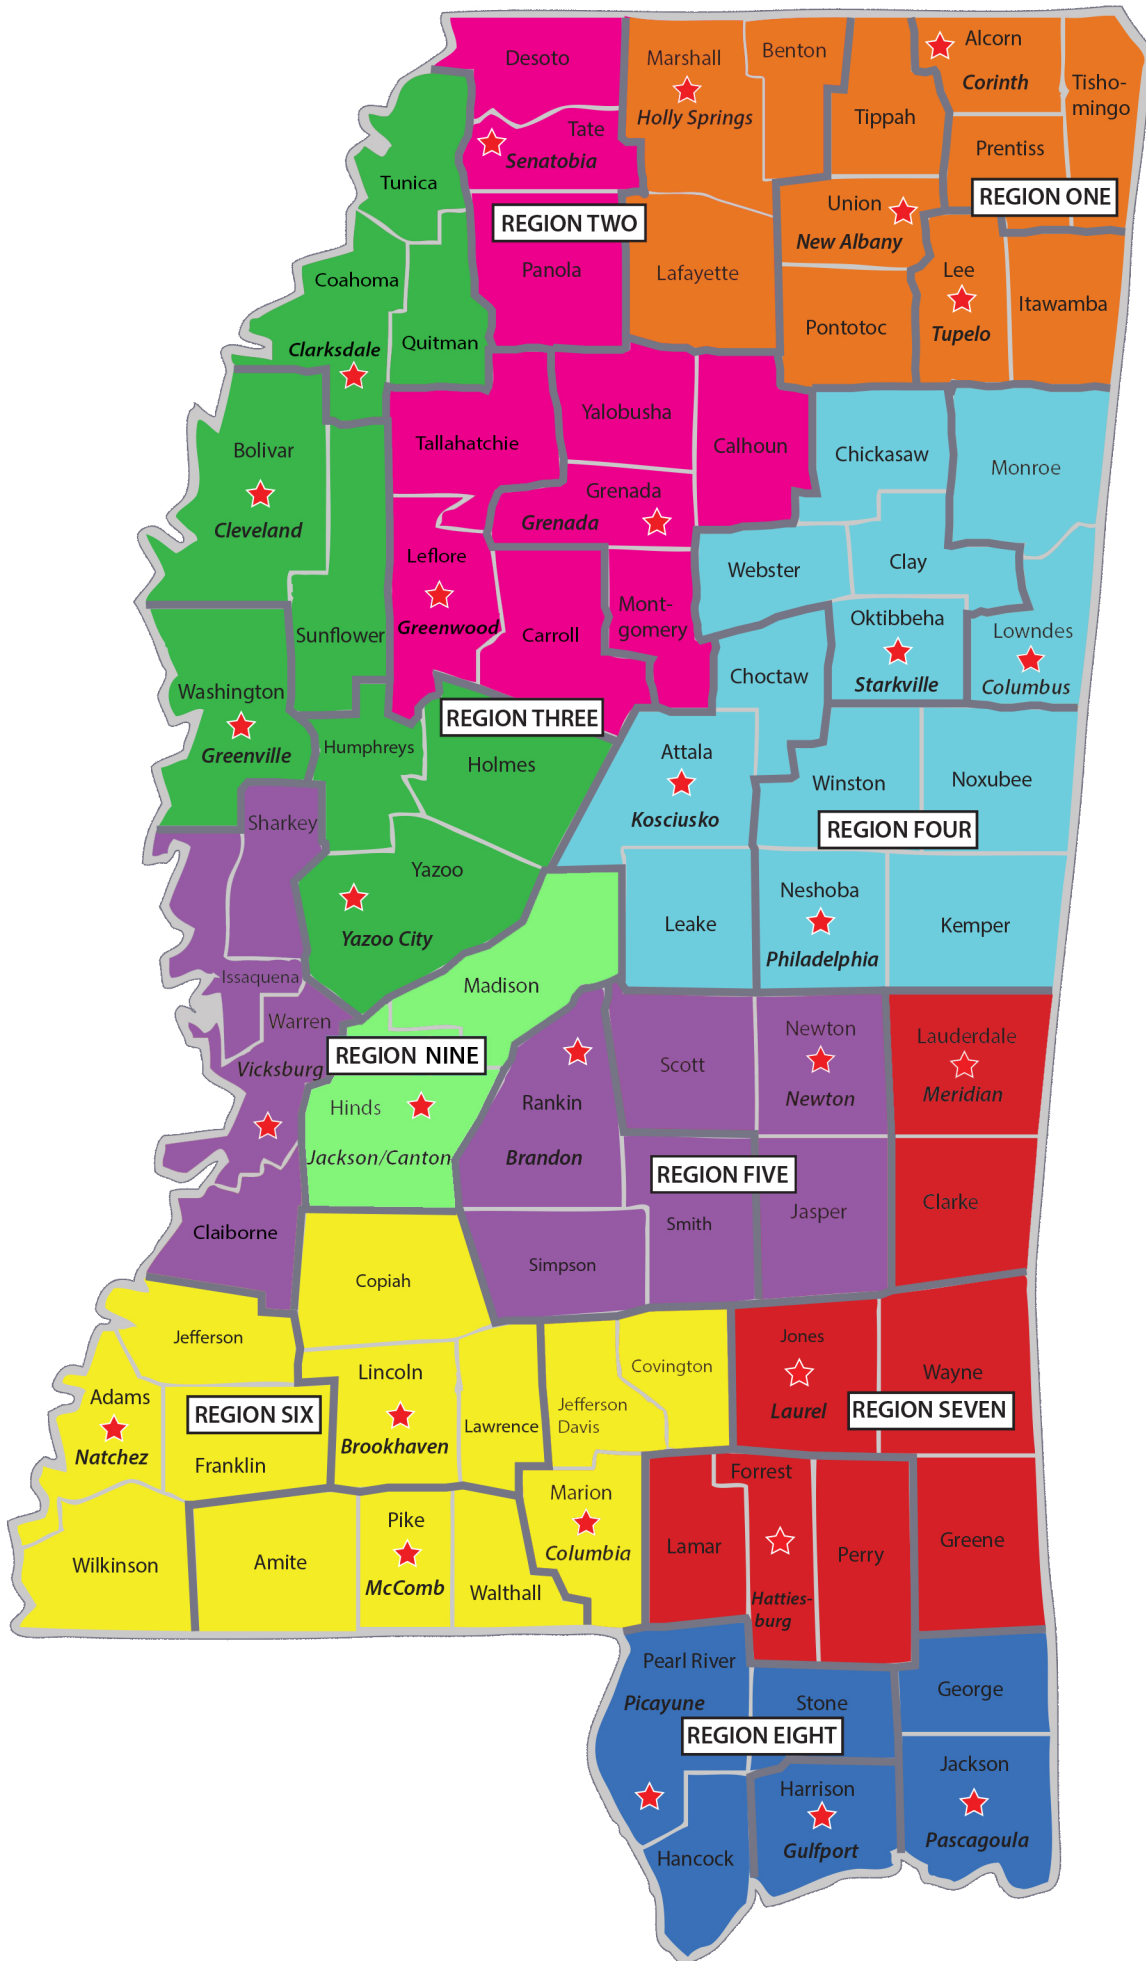 Desoto
Marshall
Holly Springs
Benton
Alcorn
Corinth
Tisho-
mingo
Tippah
Prentiss
Tate
Senatobia
Tunica
REGION ONE
Union
New Albany
REGION TWO
Panola
Lafayette
Lee
Tupelo
Itawamba
Pontotoc
Coahoma
Clarksdale
Quitman
Bolivar
Cleveland
Tallahatchie
Yalobusha
Calhoun
Chickasaw
Monroe
Grenada
Grenada
Leflore
Greenwood
Webster
Clay
Sunflower
Carroll
Mont-
gomery
Oktibbeha
Starkville
Lowndes
Columbus
Choctaw
Washington
Greenville
REGION THREE
Humphreys
Holmes
Attala
Kosciusko
Winston
Noxubee
REGION FOUR
Sharkey
Yazoo
Yazoo City
Leake
Neshoba
Philadelphia
Kemper
Issaquena
Madison
Warren
Vicksburg
REGION NINE
Hinds
Jackson/Canton
Rankin
Brandon
Scott
Newton
Newton
Lauderdale
Meridian
REGION FIVE
Claiborne
Simpson
Smith
Jasper
Clarke
Copiah
Jefferson
Adams
Natchez
REGION SIX
Franklin
Lincoln
Brookhaven
Lawrence
Jefferson
Davis
Covington
Jones
Laurel
Wayne
REGION SEVEN
Wilkinson
Amite
Pike
McComb
Walthall
Marion
Columbia
Lamar
Forrest
Hatties-
burg
Perry
Greene
Pearl River
Picayune
Stone
George
REGION EIGHT
Harrison
Gulfport
Jackson
Pascagoula
Hancock